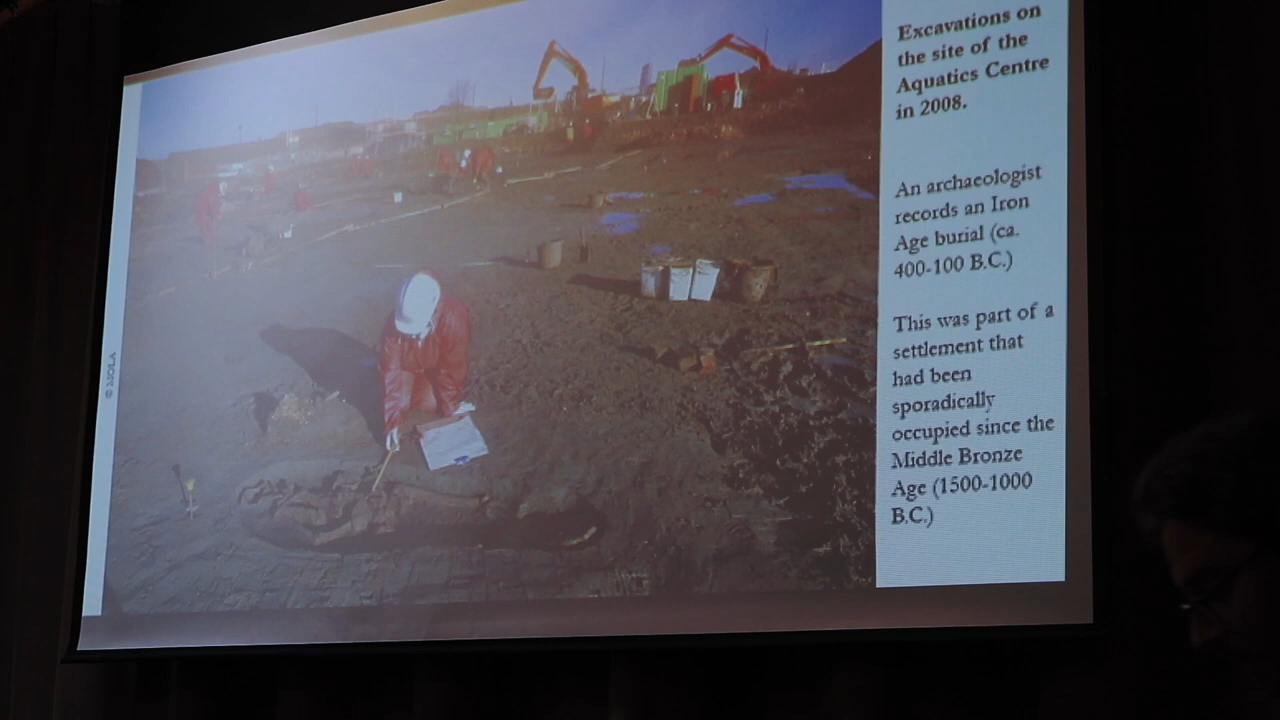 Excavations on
the site of the
Aquatics Centre
in 2008.
An archaeologist
records an Iron
Age burial (ca.
400-100 B.C.)
This was part of a
settlement that
had been
sporadically
occupied since the
Middle Bronze
Age (1500-1000
B.C.)
© MOLA